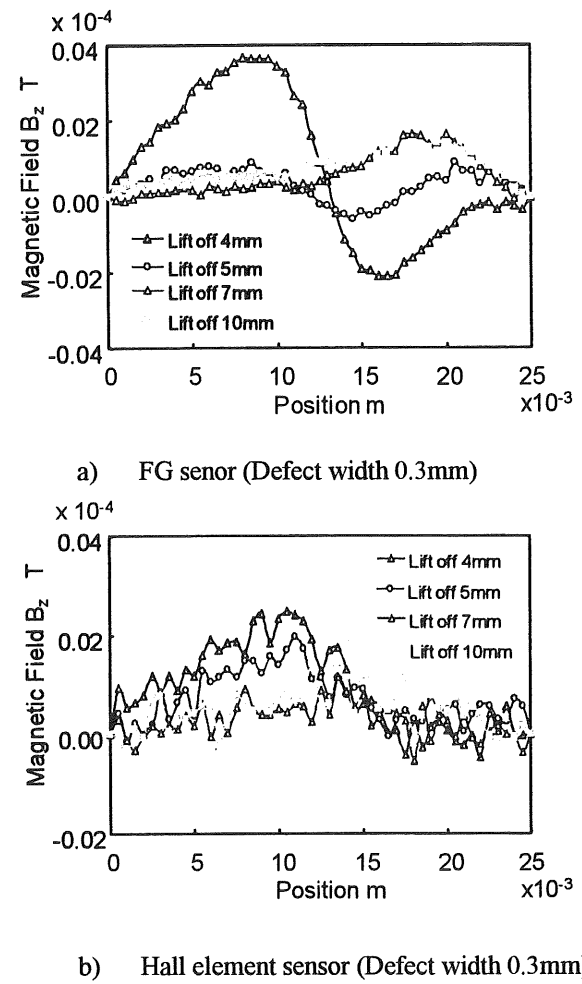 x 10-4
0.04
0.02
0.00
-0.02
-0.04
Magnetic Field Bz T
Lift off 4mm
Lift off 5mm
Lift off 7mm
Lift off 10mm
0 5 10 15 20 25
Position m x10-3
a) FG senor (Defect width 0.3mm)
x 10-4
0.04
0.02
0.00
-0.02
Magnetic Field Bz T
Lift off 4mm
Lift off 5mm
Lift off 7mm
Lift off 10mm
0 5 10 15 20 25
Position m x10-3
b) Hall element sensor (Defect width 0.3mm